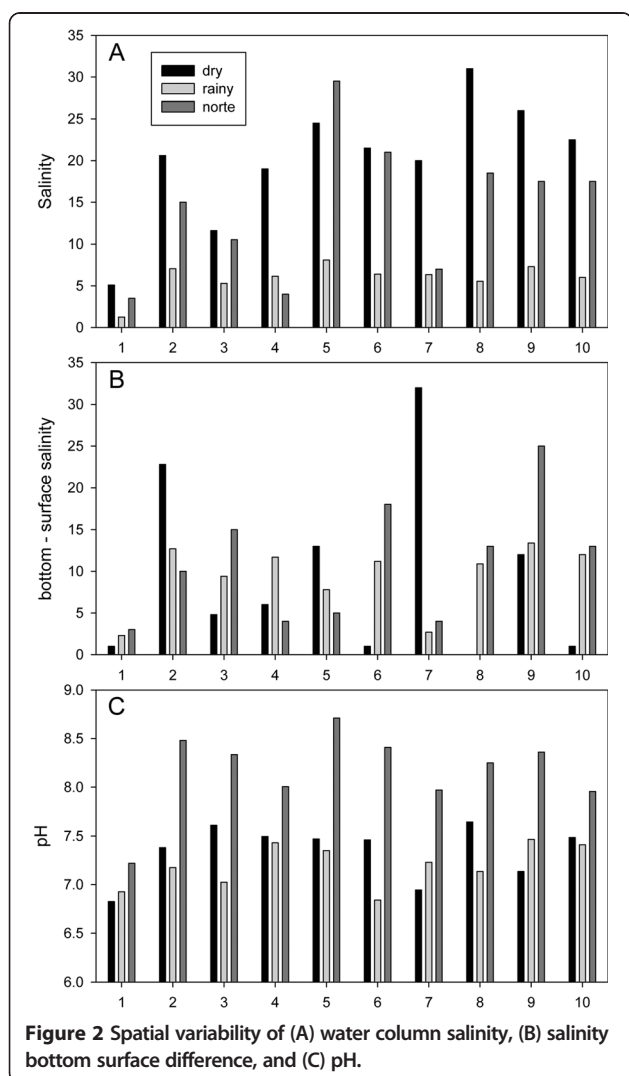 A
dry
rainy
norte
Salinity
35
30
25
20
15
10
5
0
1 2 3 4 5 6 7 8 9 10
B
bottom - surface salinity
35
30
25
20
15
10
5
0
1 2 3 4 5 6 7 8 9 10
C
pH
9.0
8.5
8.0
7.5
7.0
6.5
6.0
1 2 3 4 5 6 7 8 9 10
Figure 2 Spatial variability of (A) water column salinity, (B) salinity
bottom surface difference, and (C) pH.